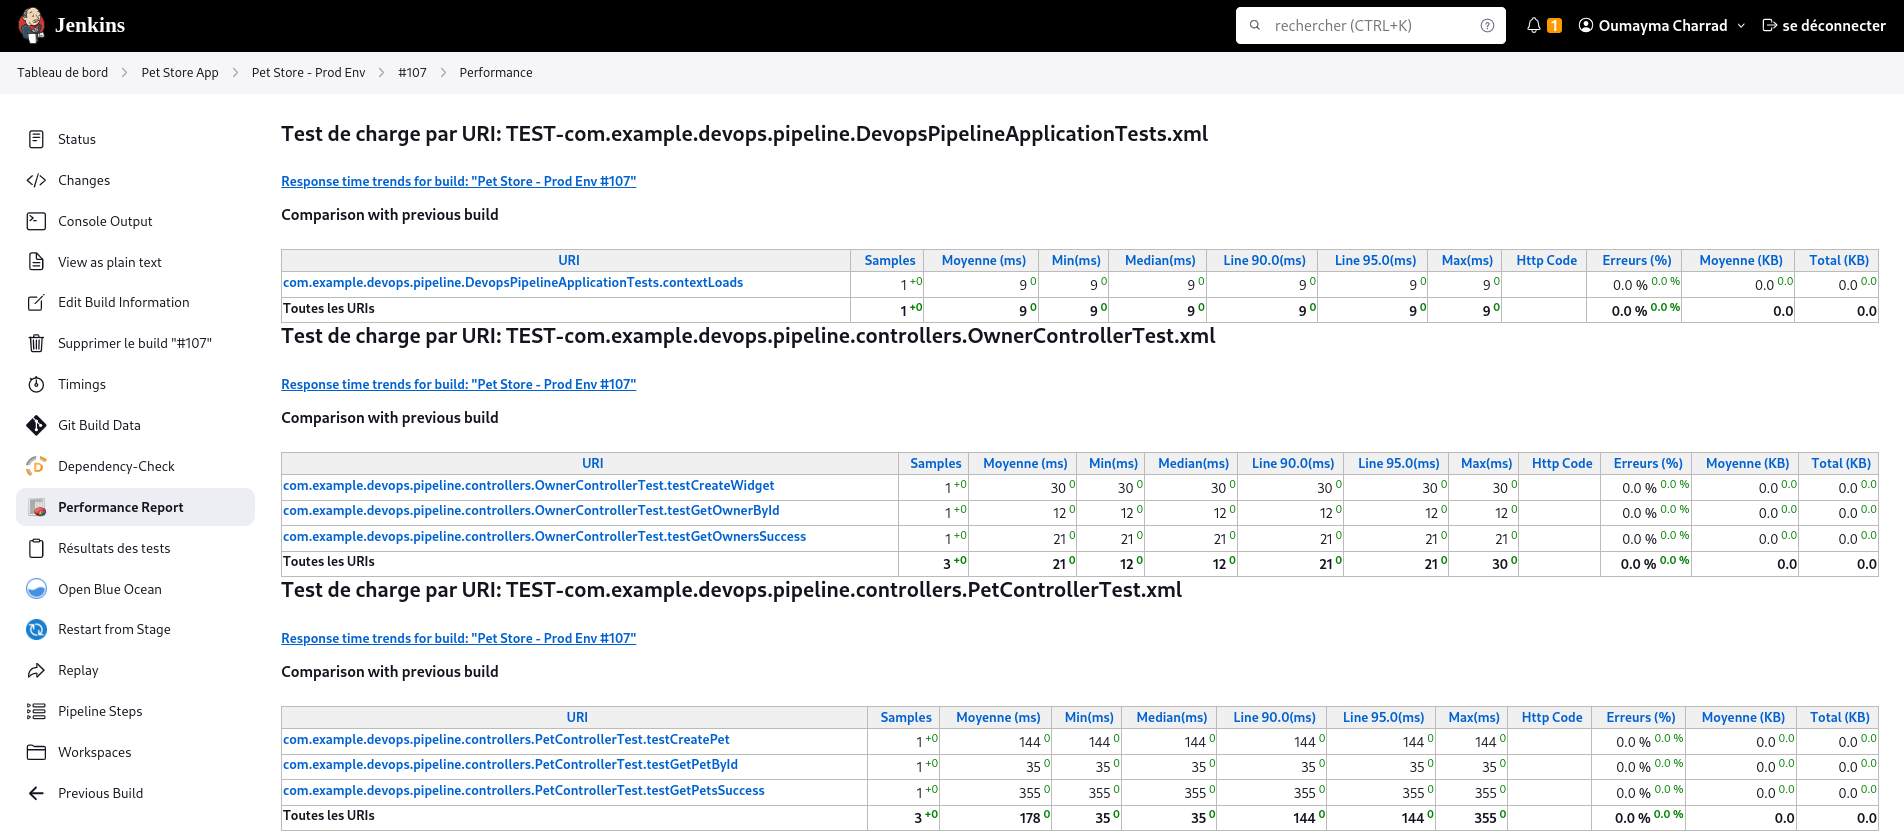 Jenkins
rechercher (CTRL+K)
1
Oumayma Charrad
se déconnecter
Tableau de bord Pet Store App Pet Store - Prod Env #107 Performance
Status
Changes
Console Output
View as plain text
Edit Build Information
Supprimer le build "#107"
Timings
Git Build Data
Dependency-Check
Performance Report
Résultats des tests
Open Blue Ocean
Restart from Stage
Replay
Pipeline Steps
Workspaces
Previous Build
Test de charge par URI: TEST-com.example.devops.pipeline.DevopsPipelineApplicationTests.xml
Response time trends for build: "Pet Store - Prod Env #107"
Comparison with previous build
URI Samples Moyenne (ms) Min(ms) Median(ms) Line 90.0(ms) Line 95.0(ms) Max(ms) Http Code Erreurs (%) Moyenne (KB) Total (KB)
com.example.devops.pipeline.DevopsPipelineApplicationTests.contextLoads 1 +0 9 0 9 0 9 0 9 0 9 0 9 0 0.0 % 0.0 % 0.0 0.0 0.0 0.0
Toutes les URIs 1 +0 9 0 9 0 9 0 9 0 9 0 9 0 0.0 % 0.0 % 0.0 0.0
Test de charge par URI: TEST-com.example.devops.pipeline.controllers.OwnerControllerTest.xml
Response time trends for build: "Pet Store - Prod Env #107"
Comparison with previous build
URI Samples Moyenne (ms) Min(ms) Median(ms) Line 90.0(ms) Line 95.0(ms) Max(ms) Http Code Erreurs (%) Moyenne (KB) Total (KB)
com.example.devops.pipeline.controllers.OwnerControllerTest.testCreateWidget 1 +0 30 0 30 0 30 0 30 0 30 0 30 0 0.0 % 0.0 % 0.0 0.0 0.0 0.0
com.example.devops.pipeline.controllers.OwnerControllerTest.testGetOwnerById 1 +0 12 0 12 0 12 0 12 0 12 0 12 0 0.0 % 0.0 % 0.0 0.0 0.0 0.0
com.example.devops.pipeline.controllers.OwnerControllerTest.testGetOwnersSuccess 1 +0 21 0 21 0 21 0 21 0 21 0 21 0 0.0 % 0.0 % 0.0 0.0 0.0 0.0
Toutes les URIs 3 +0 21 0 12 0 12 0 21 0 21 0 30 0 0.0 % 0.0 % 0.0 0.0
Test de charge par URI: TEST-com.example.devops.pipeline.controllers.PetControllerTest.xml
Response time trends for build: "Pet Store - Prod Env #107"
Comparison with previous build
URI Samples Moyenne (ms) Min(ms) Median(ms) Line 90.0(ms) Line 95.0(ms) Max(ms) Http Code Erreurs (%) Moyenne (KB) Total (KB)
com.example.devops.pipeline.controllers.PetControllerTest.testCreatePet 1 +0 144 0 144 0 144 0 144 0 144 0 144 0 0.0 % 0.0 % 0.0 0.0 0.0 0.0
com.example.devops.pipeline.controllers.PetControllerTest.testGetPetById 1 +0 35 0 35 0 35 0 35 0 35 0 35 0 0.0 % 0.0 % 0.0 0.0 0.0 0.0
com.example.devops.pipeline.controllers.PetControllerTest.testGetPetsSuccess 1 +0 355 0 355 0 355 0 355 0 355 0 355 0 0.0 % 0.0 % 0.0 0.0 0.0 0.0
Toutes les URIs 3 +0 178 0 35 0 35 0 144 0 144 0 355 0 0.0 % 0.0 % 0.0 0.0